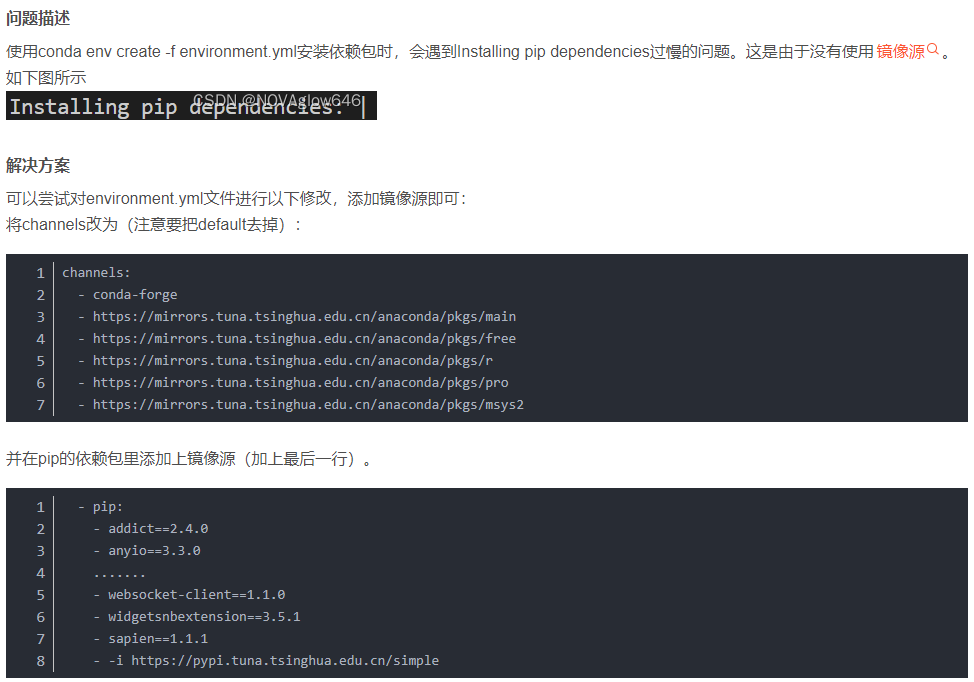 问题描述
使用conda env create -f environment.yml安装依赖包时，会遇到Installing pip dependencies过慢的问题。这是由于没有使用 镜像源 。
如下图所示
CSDN @NOVAglow646
Installing pip dependencies: |
解决方案
可以尝试对environment.yml文件进行以下修改，添加镜像源即可：
将channels改为（注意要把default去掉）：
1 channels:
2 - conda-forge
3 - https://mirrors.tuna.tsinghua.edu.cn/anaconda/pkgs/main
4 - https://mirrors.tuna.tsinghua.edu.cn/anaconda/pkgs/free
5 - https://mirrors.tuna.tsinghua.edu.cn/anaconda/pkgs/r
6 - https://mirrors.tuna.tsinghua.edu.cn/anaconda/pkgs/pro
7 - https://mirrors.tuna.tsinghua.edu.cn/anaconda/pkgs/msys2
并在pip的依赖包里添加上镜像源（加上最后一行）。
1 - pip:
2 - addict==2.4.0
3 - anyio==3.3.0
4 .......
5 - websocket-client==1.1.0
6 - widgetsnbextension==3.5.1
7 - sapien==1.1.1
8 - -i https://pypi.tuna.tsinghua.edu.cn/simple